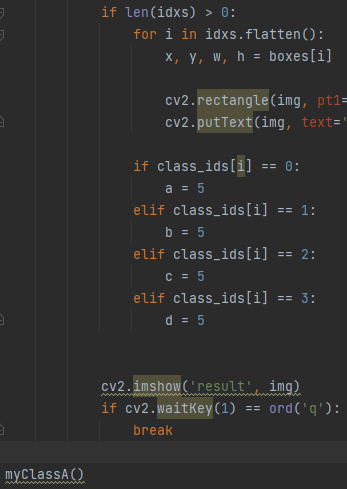 if len(idxs) > 0:
for i in idxs.flatten():
x, y, w, h = boxes[i]
cv2.rectangle(img, pt1=
cv2.putText(img, text='
if class_ids[i] == 0:
a = 5
elif class_ids[i] == 1:
b = 5
elif class_ids[i] == 2:
c = 5
elif class_ids[i] == 3:
d = 5
cv2.imshow('result', img)
if cv2.waitKey(1) == ord('q'):
break
myClassA()